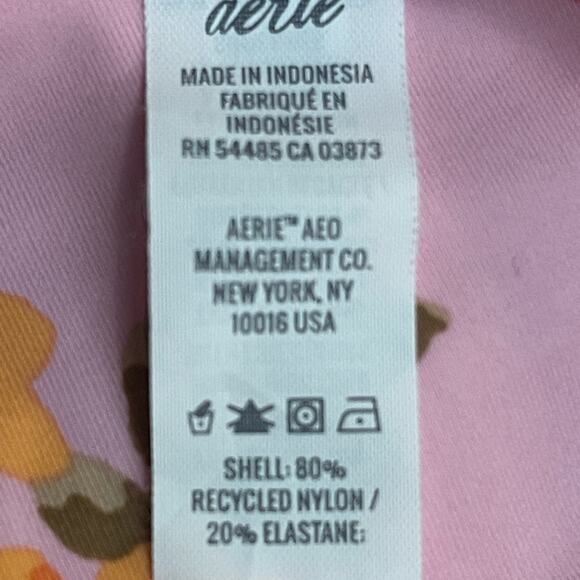 aerie
MADE IN INDONESIA
FABRIQUÉ EN
INDONÉSIE
RN 54485 CA 03873
AERIE™ AEO
MANAGEMENT CO.
NEW YORK, NY
10016 USA
SHELL: 80%
RECYCLED NYLON /
20% ELASTANE;